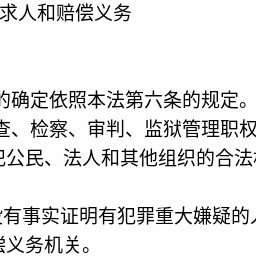 求人和赔偿义务
的确定依照本法第六条的规定。
查、检察、审判、监狱管理职权
犯公民、法人和其他组织的合法
有事实证明有犯罪重大嫌疑的
偿义务机关。